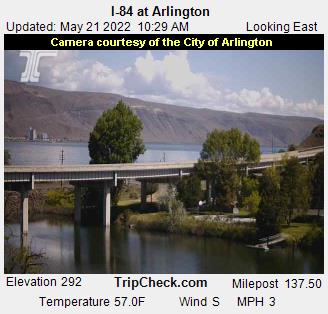 I-84 at Arlington
Updated: May 21 2022 10:29 AM Looking East
Camera courtesy of the City of Arlington
Elevation 292 TripCheck.com Milepost 137.50
Temperature 57.0F Wind S MPH 3